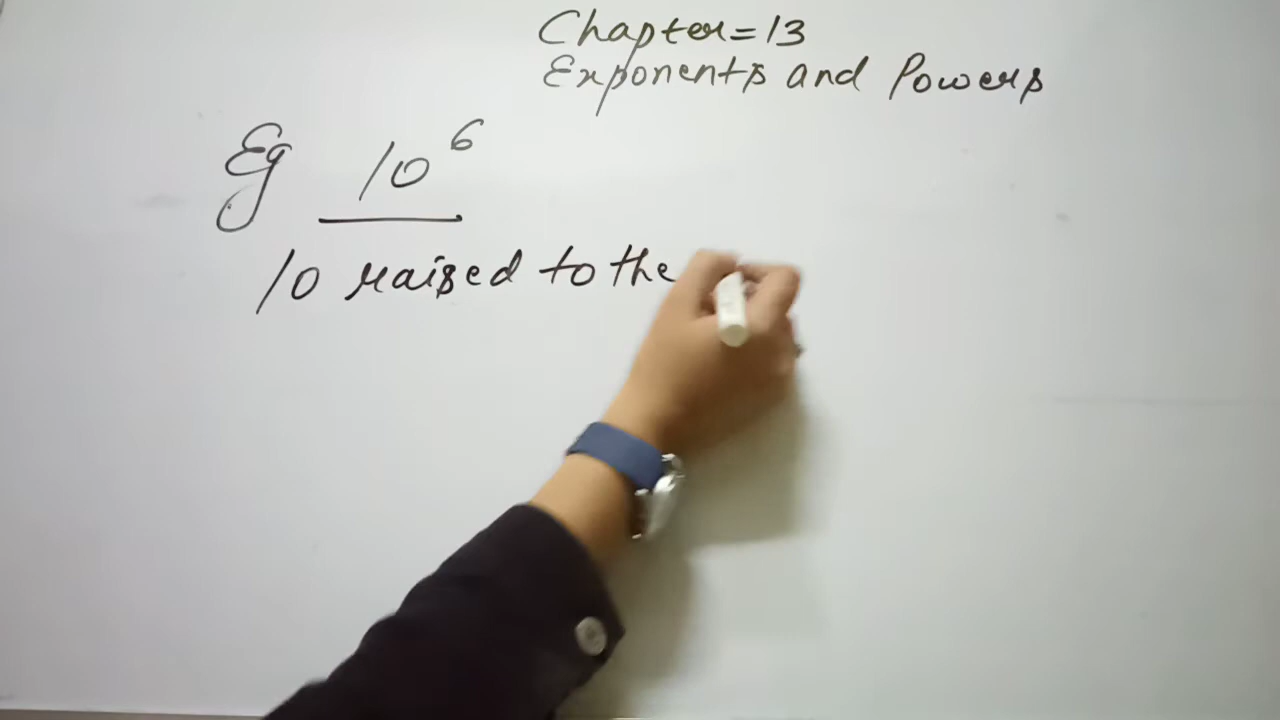 Chapter=13
Exponents and Powers
Eg 10⁶
10 raised to the